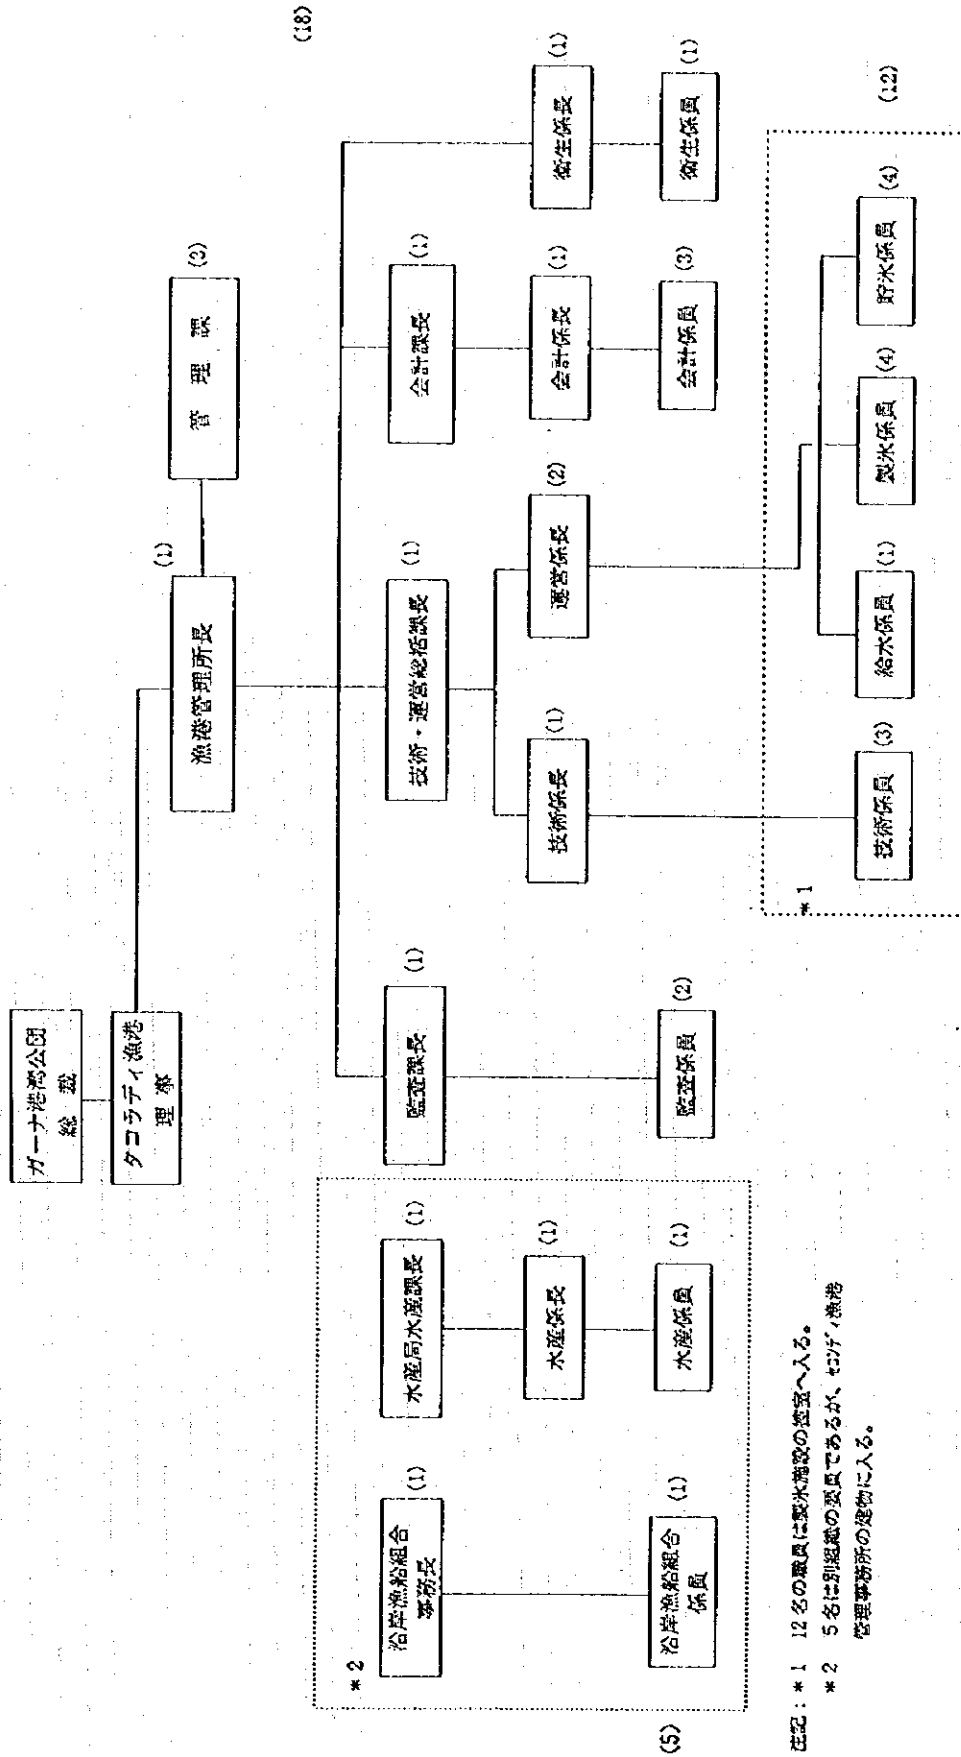 ガーナ港湾公団
総裁
タコラディ漁港
理事
漁港管理所長
(1)
管理課
(3)
(18)
監査課長
(1)
技術・運営総括課長
(1)
会計課長
(1)
技術係長
(1)
運営係長
(2)
会計係長
(1)
衛生係長
(1)
監査係員
(2)
会計係員
(3)
衛生係員
(1)
*1
技術係員
(3)
給水係員
(1)
製氷係員
(4)
貯氷係員
(4)
(12)
*2
沿岸漁船組合
事務長
(1)
水産局水産課長
(1)
水産係長
(1)
沿岸漁船組合
係員
(1)
水産係員
(1)
(5)
注記:*1 12名の職員は製氷施設の控室へ入る。
*2 5名は別組織の要員であるが、セコンディ漁港
管理事務所の建物に入る。